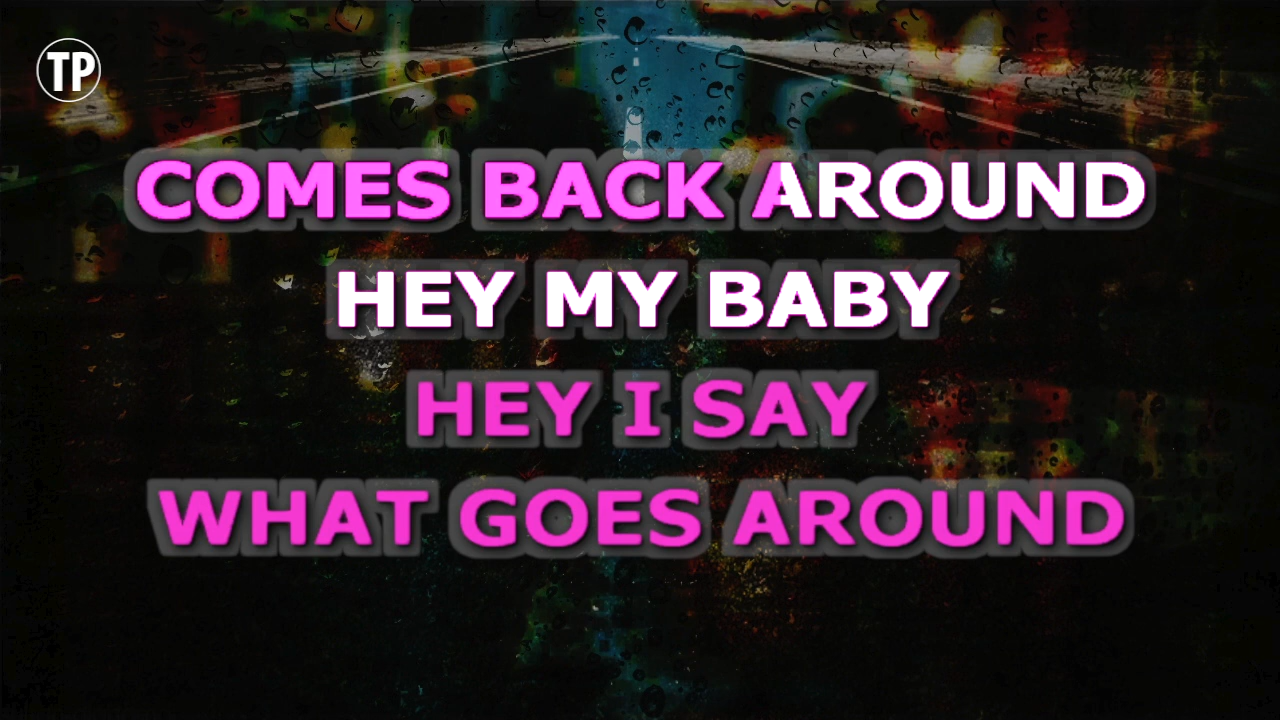 TP
COMES BACK AROUND
HEY MY BABY
HEY I SAY
WHAT GOES AROUND